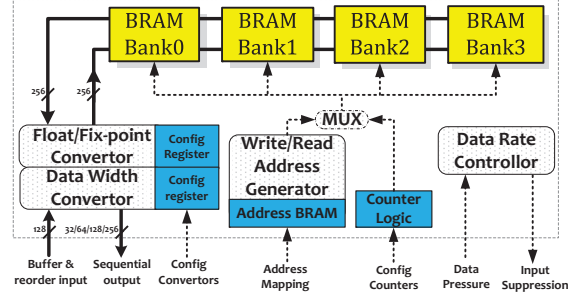 BRAM
Bank0
BRAM
Bank1
BRAM
Bank2
BRAM
Bank3
256
256
MUX
Float/Fix-point
Convertor
Config
Register
Data Width
Convertor
Config
register
Write/Read
Address
Generator
Address BRAM
Counter
Logic
Data Rate
Controllor
128
32/64/128/256
Buffer &
reorder input
Sequential
output
Config
Convertors
Address
Mapping
Config
Counters
Data
Pressure
Input
Suppression